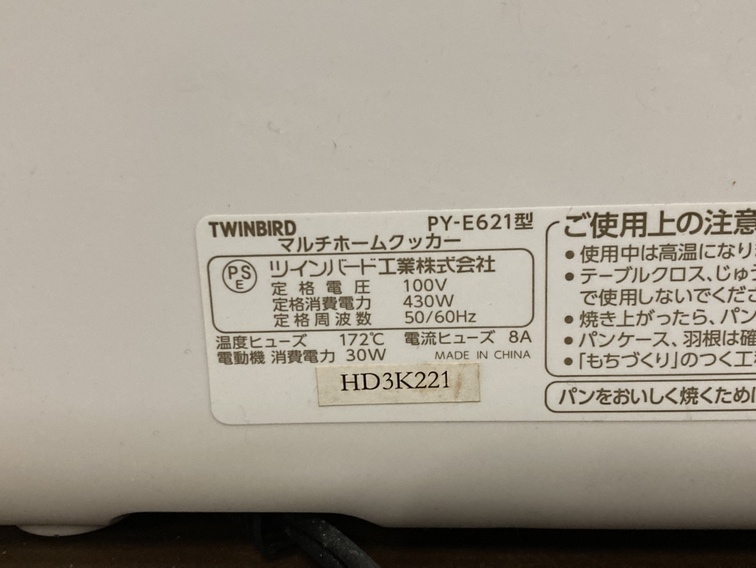 TWINBIRD PY-E621型
マルチホームクッカー
PSE ツインバード工業株式会社
定格電圧 100V
定格消費電力 430W
定格周波数 50/60Hz
温度ヒューズ 172℃ 電流ヒューズ 8A
電動機 消費電力 30W MADE IN CHINA
HD3K221
ご使用上の注意
●使用中は高温になり
●テーブルクロス、じゅう
で使用しないでくださ
●焼き上がったら、パン
●パンケース、羽根は確
●「もちづくり」のつく工
パンをおいしく焼くために